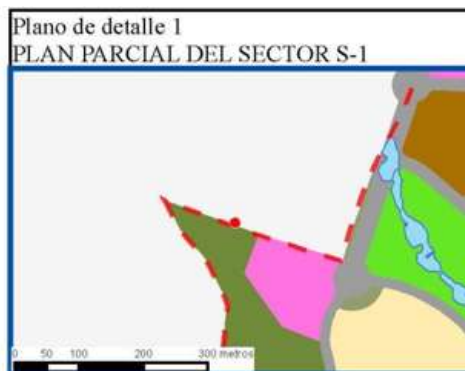 Plano de detalle 1
PLAN PARCIAL DEL SECTOR S-1
0 50 100 200 300 metros